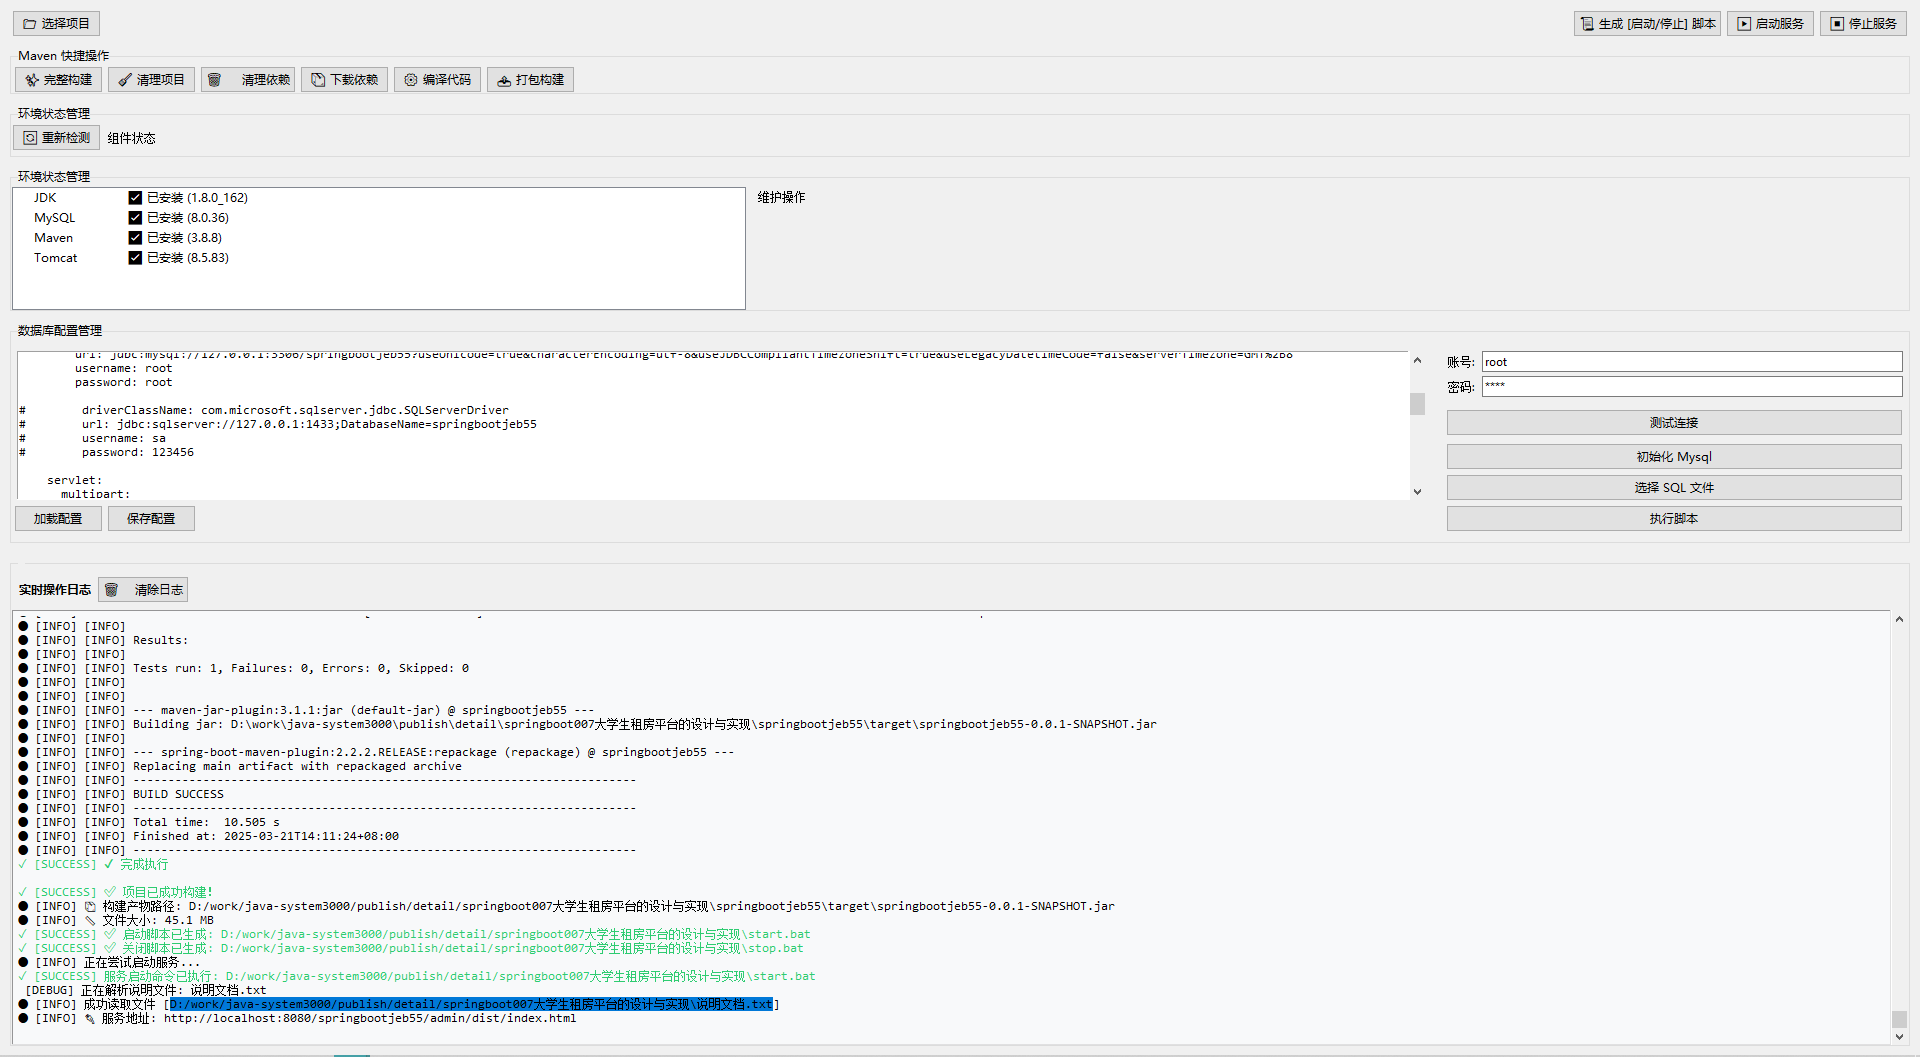 选择项目
生成 [启动/停止] 脚本
启动服务
停止服务
Maven 快捷操作
完整构建
清理项目
清理依赖
下载依赖
编译代码
打包构建
环境状态管理
重新检测
组件状态
环境状态管理
JDK 已安装 (1.8.0_162)
MySQL 已安装 (8.0.36)
Maven 已安装 (3.8.8)
Tomcat 已安装 (8.5.83)
维护操作
数据库配置管理
url: jdbc:mysql://127.0.0.1:3306/springbootjeb55?useUnicode=true&characterEncoding=utf-8&useJDBCCompliantTimezoneShift=true&useLegacyDatetimeCode=false&serverTimezone=GMT%2B8
username: root
password: root
# driverClassName: com.microsoft.sqlserver.jdbc.SQLServerDriver
# url: jdbc:sqlserver://127.0.0.1:1433;DatabaseName=springbootjeb55
# username: sa
# password: 123456
servlet:
multipart:
加载配置
保存配置
账号: root
密码: ****
测试连接
初始化 Mysql
选择 SQL 文件
执行脚本
实时操作日志
清除日志
● [INFO] [INFO]
● [INFO] [INFO] Results:
● [INFO] [INFO]
● [INFO] [INFO] Tests run: 1, Failures: 0, Errors: 0, Skipped: 0
● [INFO] [INFO]
● [INFO] [INFO]
● [INFO] [INFO] --- maven-jar-plugin:3.1.1:jar (default-jar) @ springbootjeb55 ---
● [INFO] [INFO] Building jar: D:\work\java-system3000\publish\detail\springboot007大学生租房平台的设计与实现\springbootjeb55\target\springbootjeb55-0.0.1-SNAPSHOT.jar
● [INFO] [INFO]
● [INFO] [INFO] --- spring-boot-maven-plugin:2.2.2.RELEASE:repackage (repackage) @ springbootjeb55 ---
● [INFO] [INFO] Replacing main artifact with repackaged archive
● [INFO] [INFO] ------------------------------------------------------------------------
● [INFO] [INFO] BUILD SUCCESS
● [INFO] [INFO] ------------------------------------------------------------------------
● [INFO] [INFO] Total time:  10.505 s
● [INFO] [INFO] Finished at: 2025-03-21T14:11:24+08:00
● [INFO] [INFO] ------------------------------------------------------------------------
✓ [SUCCESS] ✓ 完成执行
✓ [SUCCESS] ✅ 项目已成功构建!
● [INFO] 构建产物路径: D:/work/java-system3000/publish/detail/springboot007大学生租房平台的设计与实现\springbootjeb55\target\springbootjeb55-0.0.1-SNAPSHOT.jar
● [INFO] 文件大小: 45.1 MB
✓ [SUCCESS] ✅ 启动脚本已生成: D:/work/java-system3000/publish/detail/springboot007大学生租房平台的设计与实现\start.bat
✓ [SUCCESS] ✅ 关闭脚本已生成: D:/work/java-system3000/publish/detail/springboot007大学生租房平台的设计与实现\stop.bat
● [INFO] 正在尝试启动服务...
✓ [SUCCESS] 服务启动命令已执行: D:/work/java-system3000/publish/detail/springboot007大学生租房平台的设计与实现\start.bat
[DEBUG] 正在解析说明文件: 说明文档.txt
● [INFO] 成功读取文件 [D:/work/java-system3000/publish/detail/springboot007大学生租房平台的设计与实现\说明文档.txt]
● [INFO] 服务地址: http://localhost:8080/springbootjeb55/admin/dist/index.html